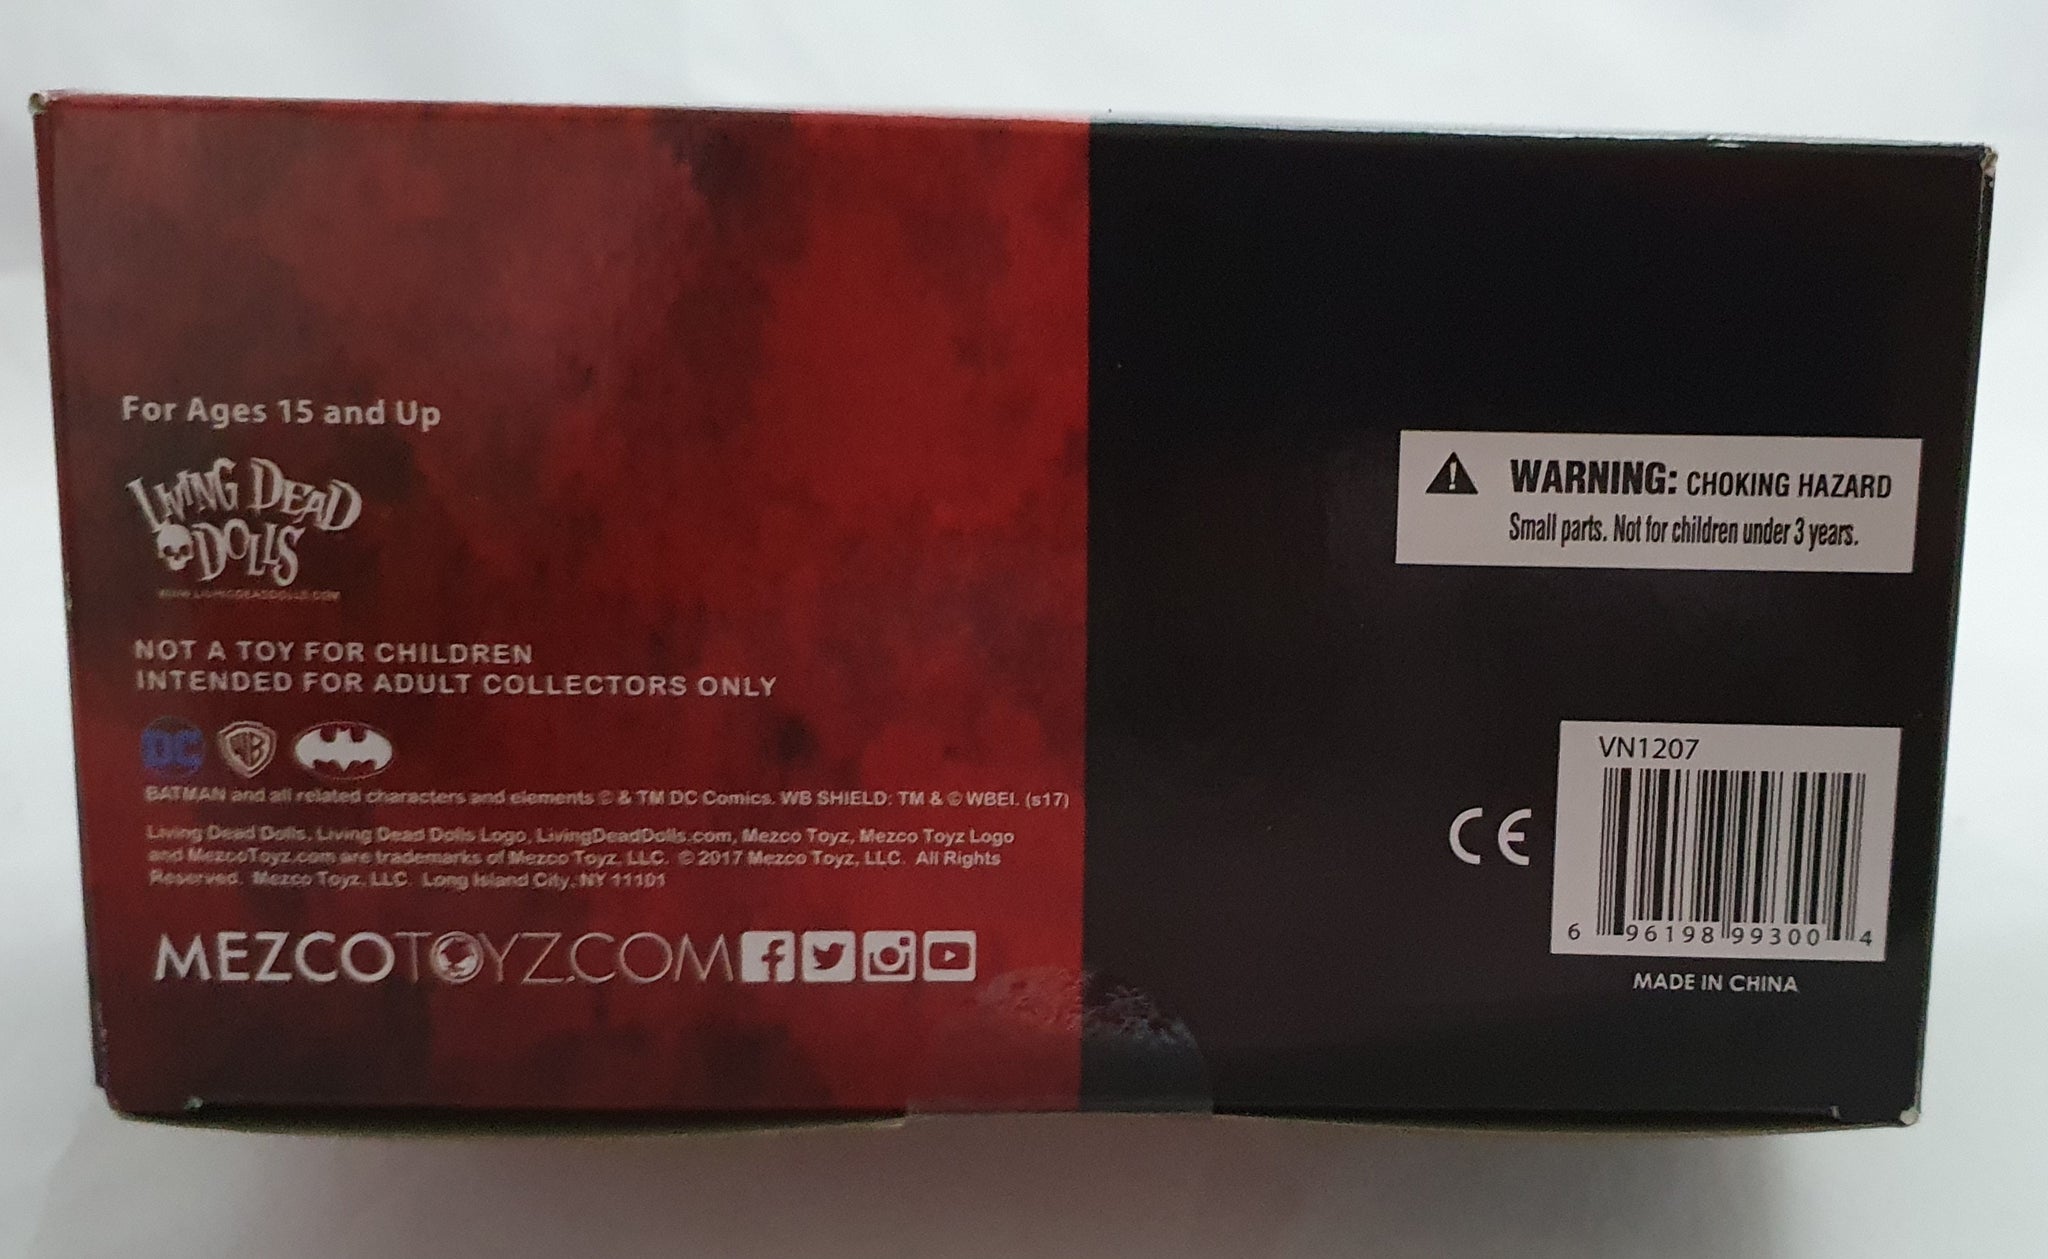 For Ages 15 and Up
LIVING DEAD
DOLLS
WWW.LIVINGDEADDOLLS.COM
NOT A TOY FOR CHILDREN
INTENDED FOR ADULT COLLECTORS ONLY
DC WB
BATMAN and all related characters and elements © & TM DC Comics. WB SHIELD: TM & © WBEI. (s17)
Living Dead Dolls, Living Dead Dolls Logo, LivingDeadDolls.com, Mezco Toyz, Mezco Toyz Logo
and MezcoToyz.com are trademarks of Mezco Toyz, LLC. © 2017 Mezco Toyz, LLC. All Rights
Reserved. Mezco Toyz, LLC. Long Island City, NY 11101
MEZCOTOYZ.COM
WARNING: CHOKING HAZARD
Small parts. Not for children under 3 years.
VN1207
CE
6 96198 99300 4
MADE IN CHINA